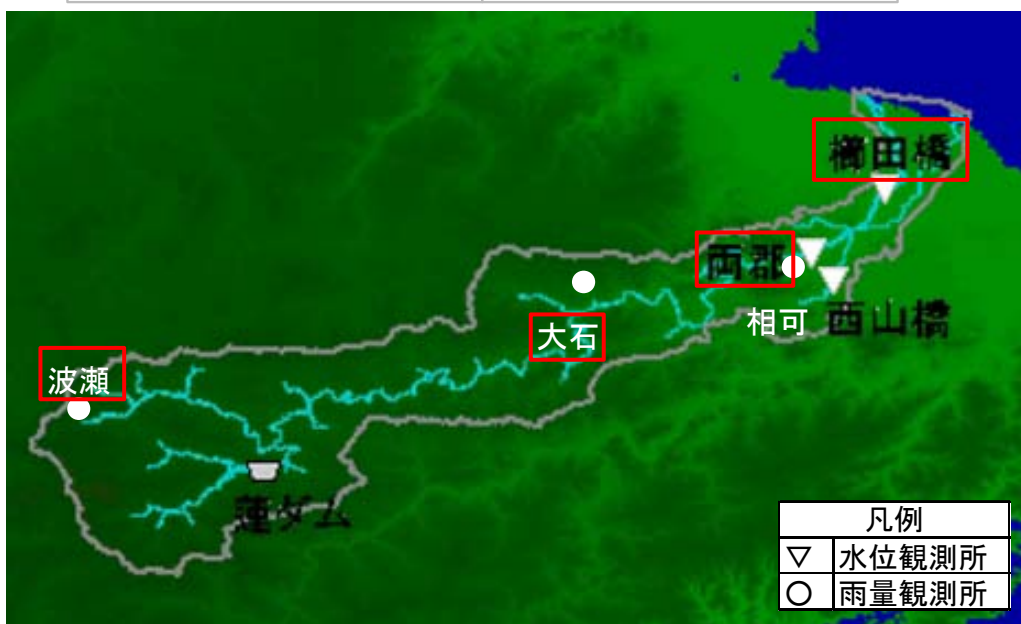 櫛田橋
両郡
相可
西山橋
大石
波瀬
蓮ダム
凡例
▽ 水位観測所
○ 雨量観測所